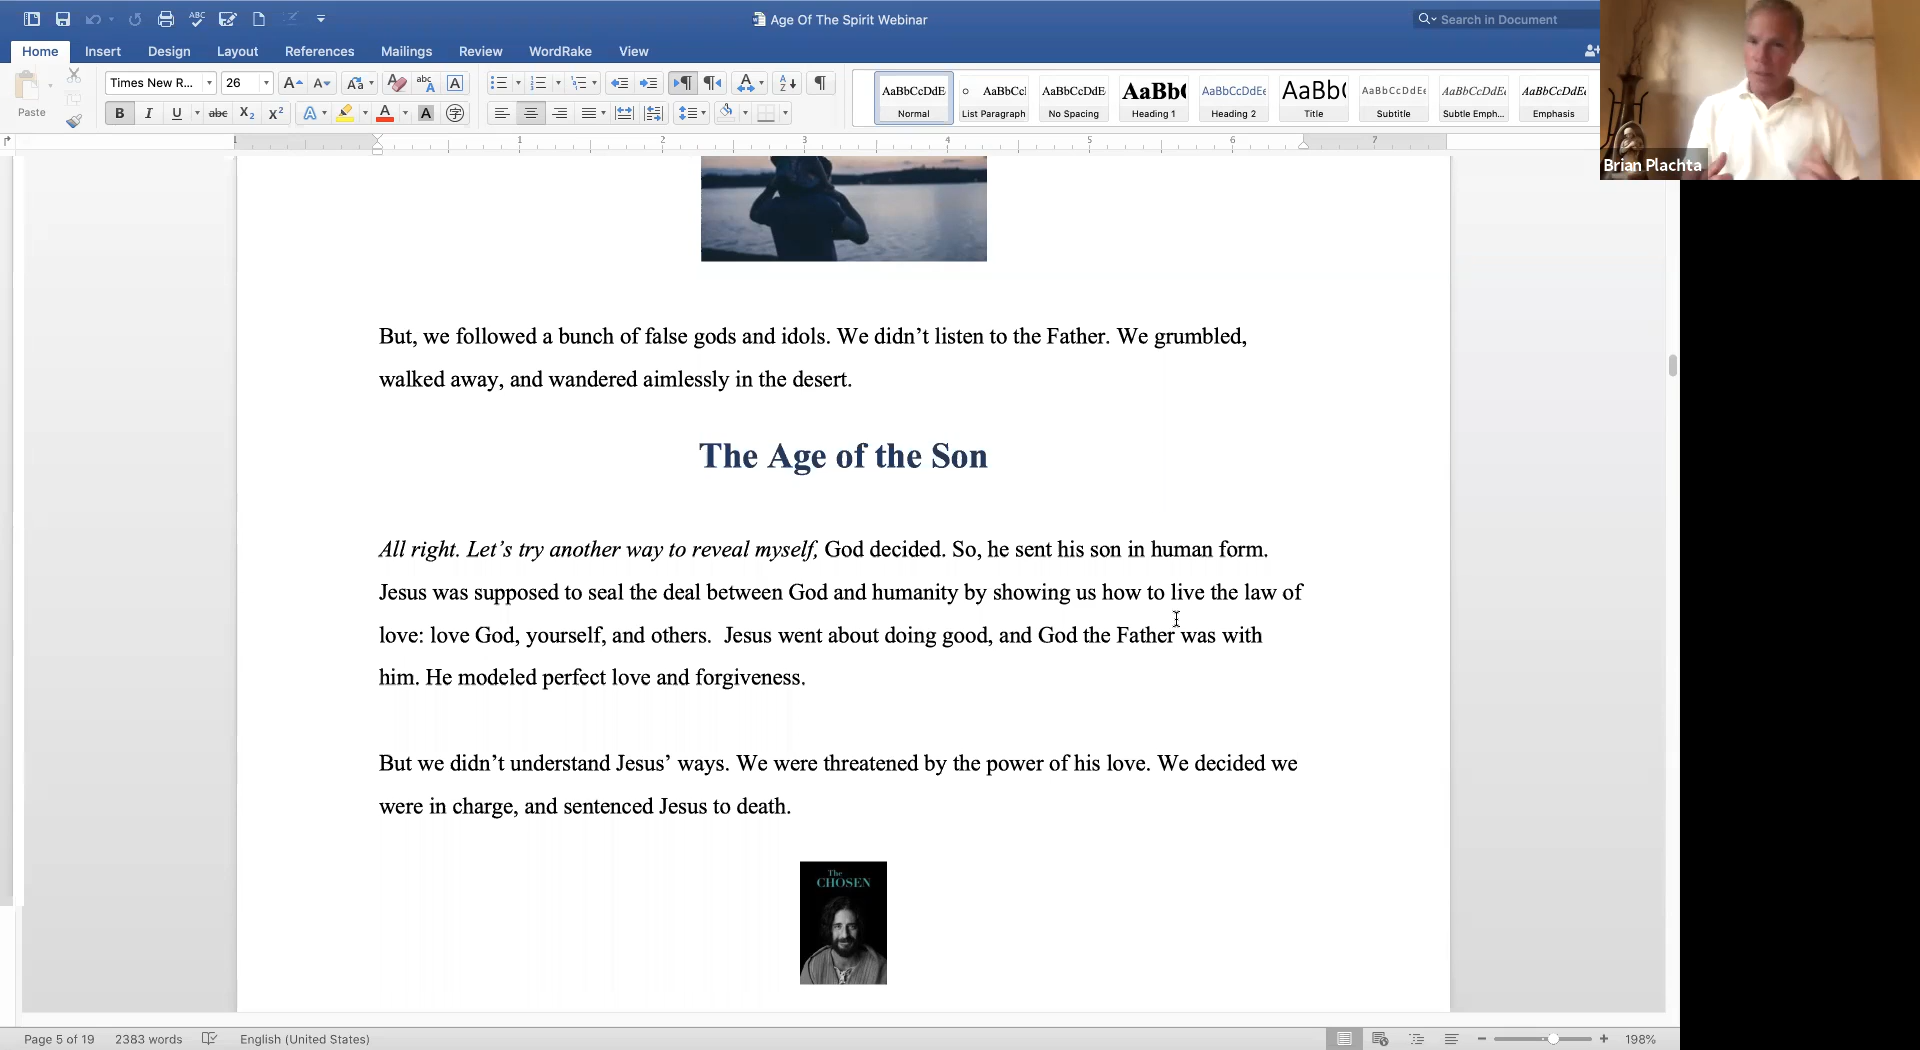 Age Of The Spirit Webinar
Search in Document
Home Insert Design Layout References Mailings Review WordRake View
Paste
Times New R... 26
AaBbCcDdE AaBbCcI AaBbCcDdE AaBb( AaBbCcDdEe AaBb( AaBbCcDdEe AaBbCcDdEe AaBbCcDdEe
Normal List Paragraph No Spacing Heading 1 Heading 2 Title Subtitle Subtle Emph... Emphasis
Brian Plachta
1 1 2 3 4 5 6 7
But, we followed a bunch of false gods and idols. We didn’t listen to the Father. We grumbled,
walked away, and wandered aimlessly in the desert.
The Age of the Son
All right. Let’s try another way to reveal myself, God decided. So, he sent his son in human form.
Jesus was supposed to seal the deal between God and humanity by showing us how to live the law of
love: love God, yourself, and others.  Jesus went about doing good, and God the Father was with
him. He modeled perfect love and forgiveness.
But we didn’t understand Jesus’ ways. We were threatened by the power of his love. We decided we
were in charge, and sentenced Jesus to death.
The
CHOSEN
Page 5 of 19 2383 words English (United States) 198%